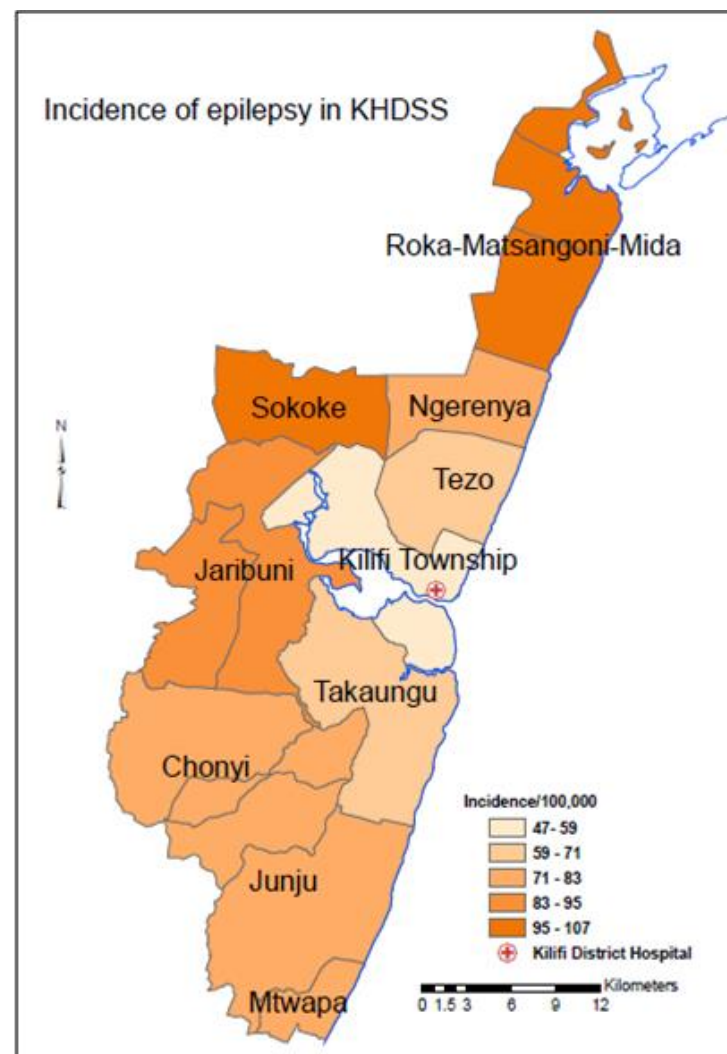 Incidence of epilepsy in KHDSS
Roka-Matsangoni-Mida
Sokoke
Ngerenya
Tezo
N
Kilifi Township
Jaribuni
Takaungu
Chonyi
Junju
Mtwapa
Incidence/100,000
47- 59
59 - 71
71 - 83
83 - 95
95 - 107
Kilifi District Hospital
Kilometers
0 1.5 3 6 9 12